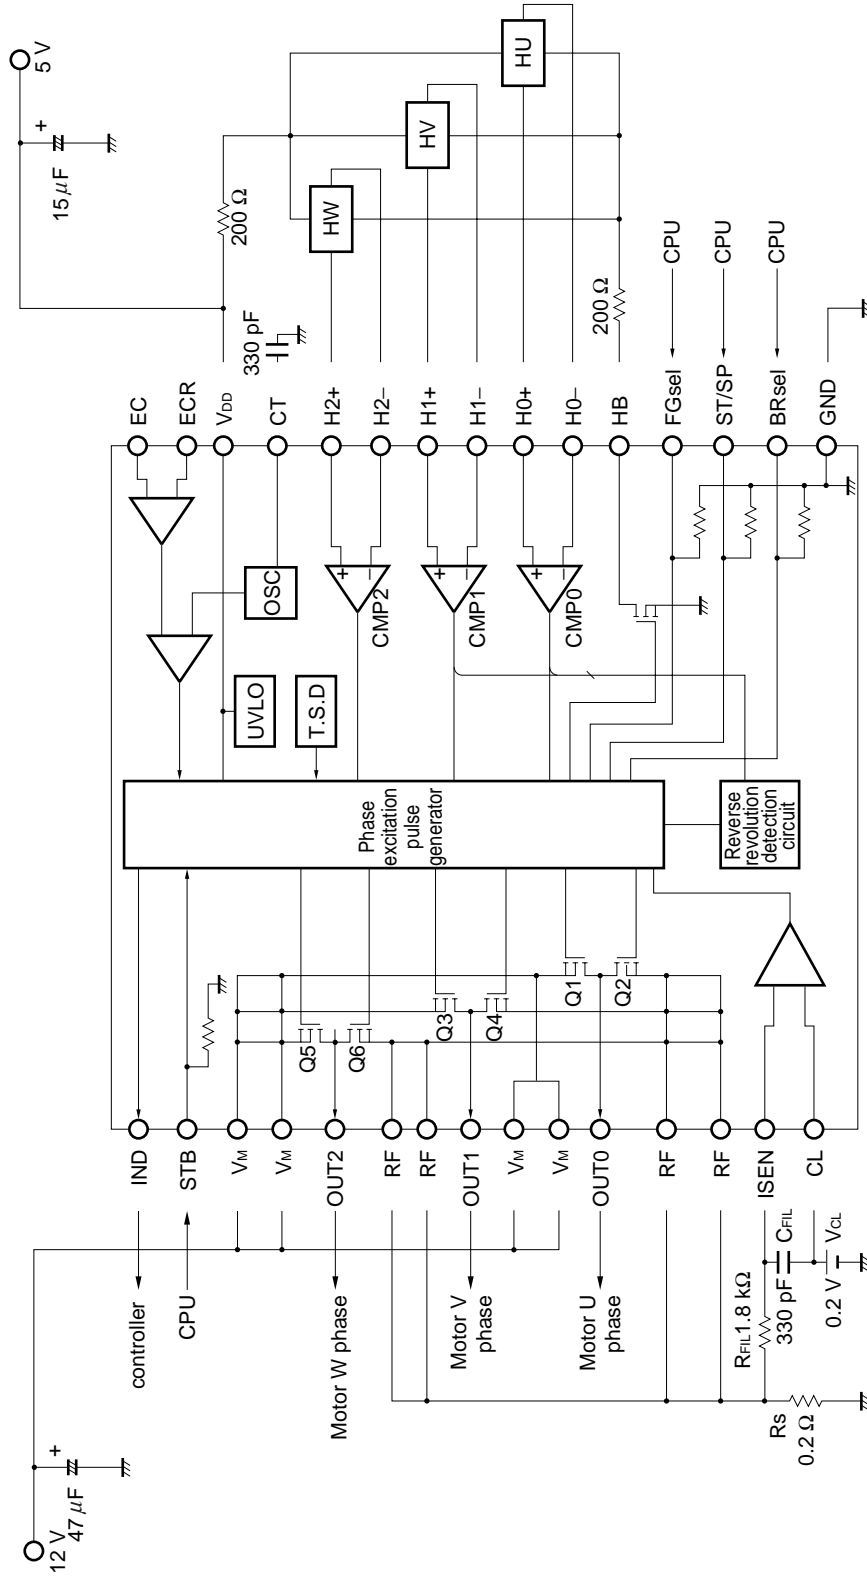 5 V
+
15 µF
200 Ω
HW
HV
HU
200 Ω
330 pF
CPU
CPU
CPU
EC
ECR
VDD
CT
H2+
H2–
H1+
H1–
H0+
H0–
HB
FGsel
ST/SP
BRsel
GND
OSC
+
–
CMP2
+
–
CMP1
+
–
CMP0
UVLO
T.S.D
Phase
excitation
pulse
generator
Reverse
revolution
detection
circuit
Q5
Q6
Q3
Q4
Q1
Q2
IND
STB
VM
VM
OUT2
RF
RF
OUT1
VM
VM
OUT0
RF
RF
ISEN
CL
controller
CPU
Motor W phase
Motor V
phase
Motor U
phase
RFIL1.8 kΩ
CFIL
330 pF
VCL
0.2 V
Rs
0.2 Ω
12 V
+
47 µF